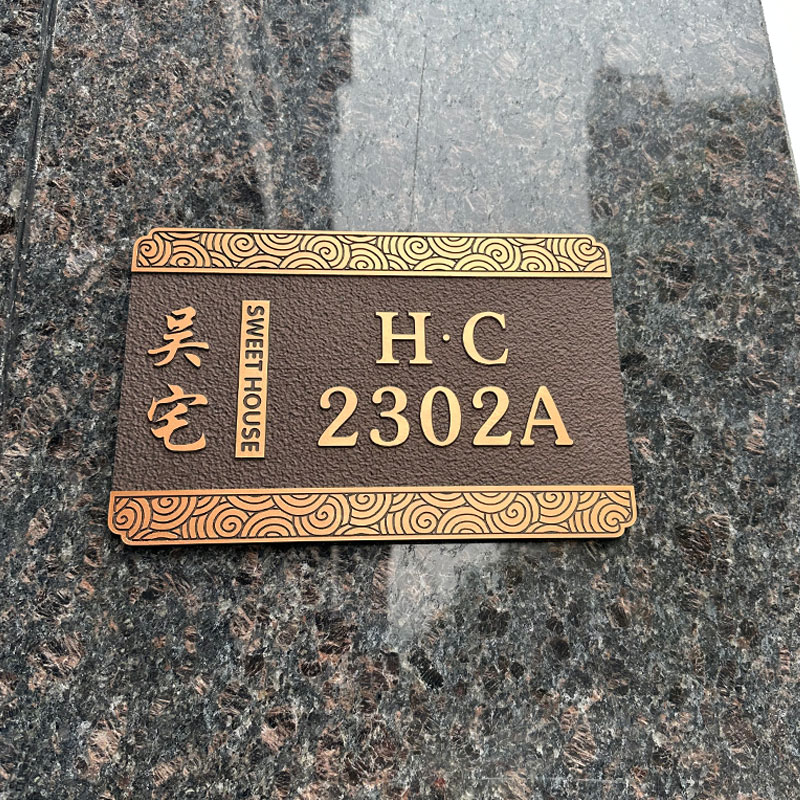 吴宅
SWEET HOUSE
H·C
2302A